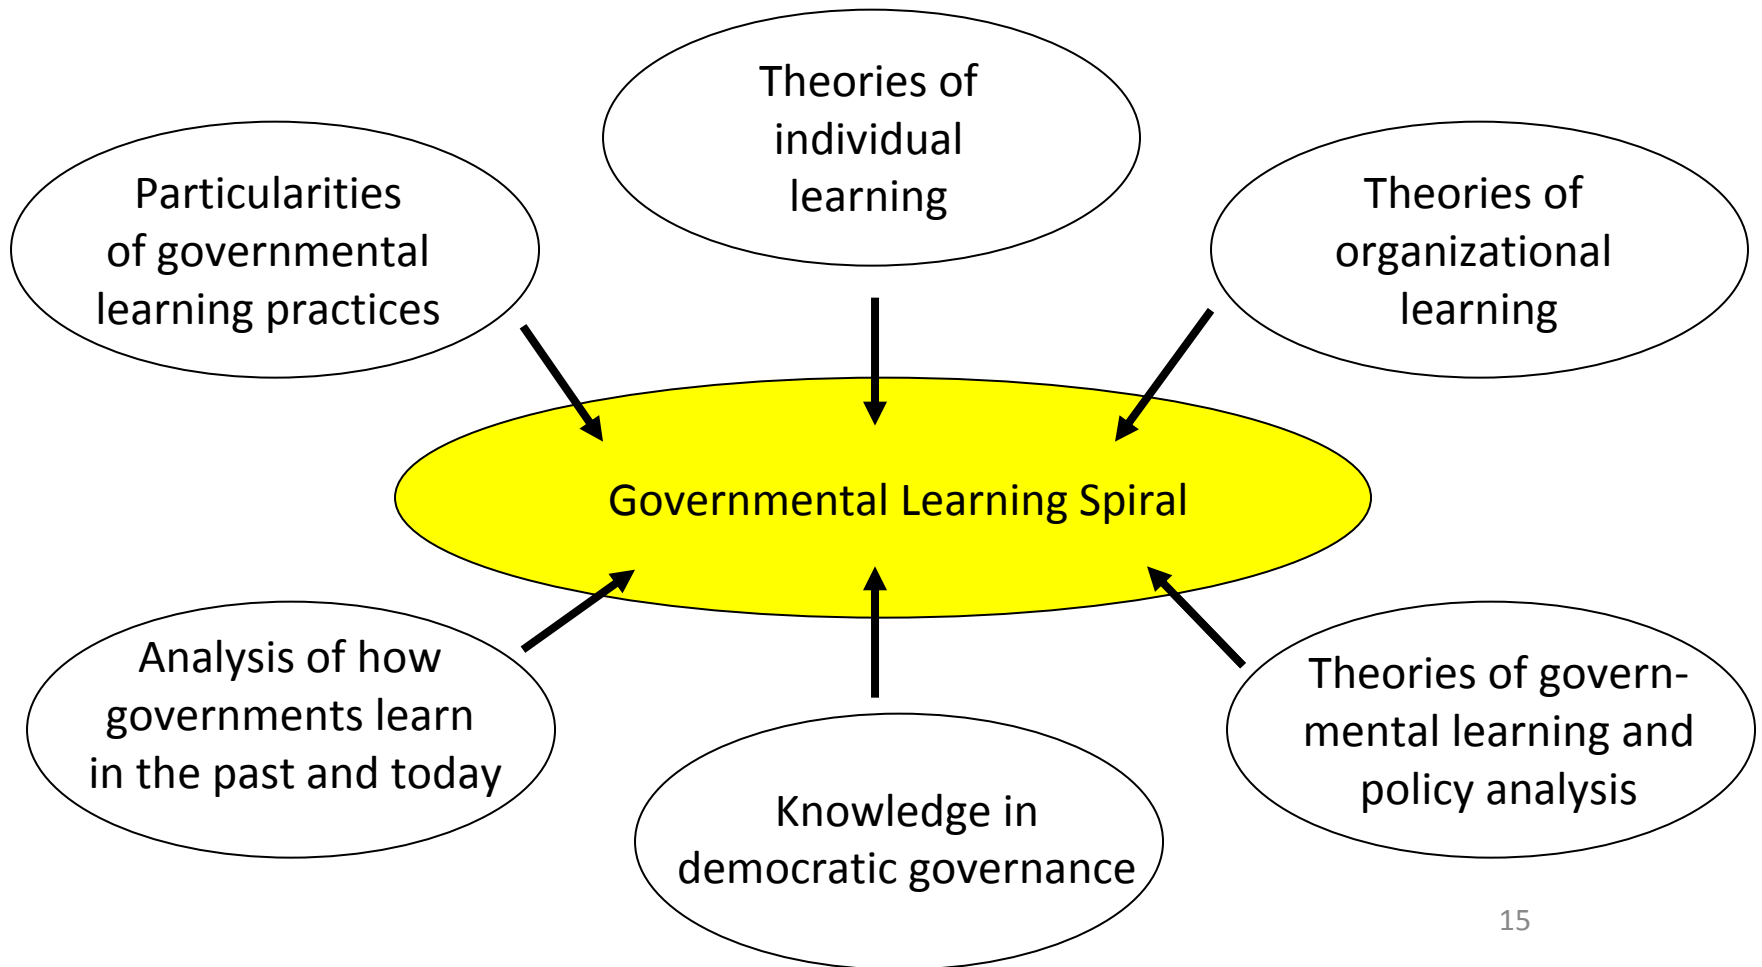 Theories of
individual
learning
Particularities
of governmental
learning practices
Theories of
organizational
learning
Governmental Learning Spiral
Analysis of how
governments learn
in the past and today
Knowledge in
democratic governance
Theories of govern-
mental learning and
policy analysis
15